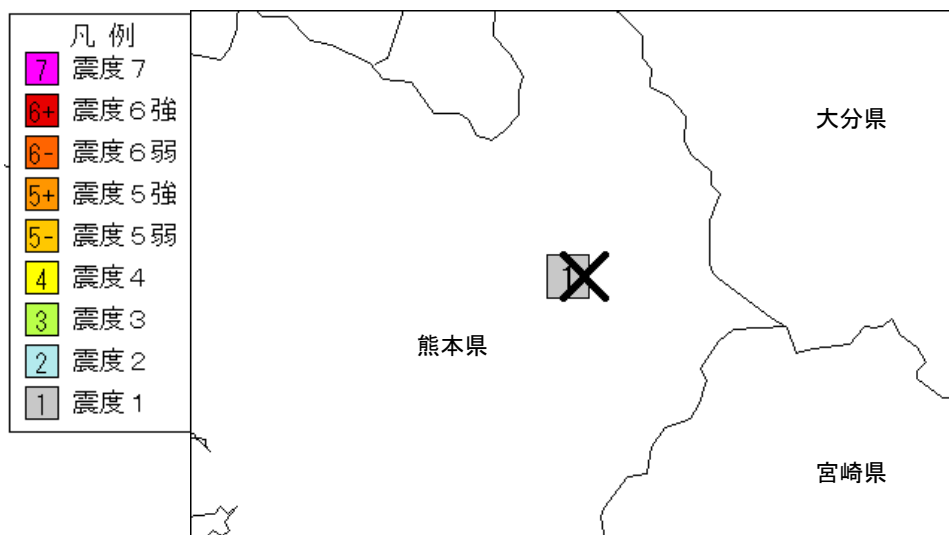 凡 例
7 震度７
6+ 震度６強
6- 震度６弱
5+ 震度５強
5- 震度５弱
4 震度４
3 震度３
2 震度２
1 震度１
大分県
1
熊本県
宮崎県